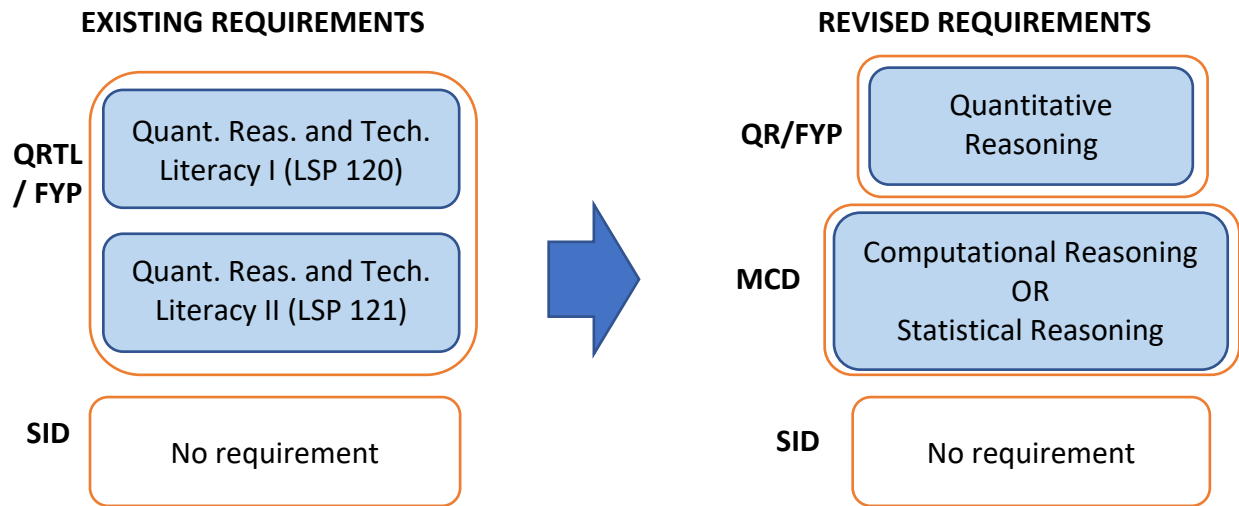 EXISTING REQUIREMENTS
QRTL
/ FYP
Quant. Reas. and Tech.
Literacy I (LSP 120)
Quant. Reas. and Tech.
Literacy II (LSP 121)
SID
No requirement
REVISED REQUIREMENTS
QR/FYP
Quantitative
Reasoning
MCD
Computational Reasoning
OR
Statistical Reasoning
SID
No requirement